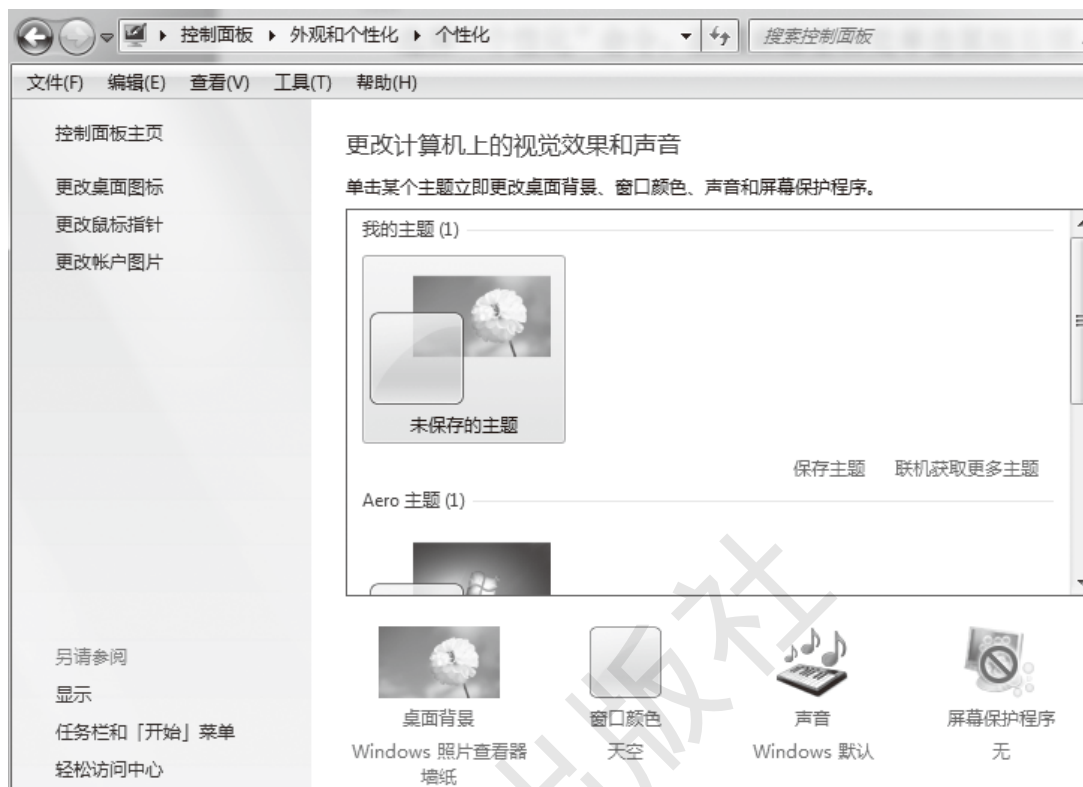 控制面板 ▸ 外观和个性化 ▸ 个性化
搜索控制面板
文件(F) 编辑(E) 查看(V) 工具(T) 帮助(H)
控制面板主页
更改桌面图标
更改鼠标指针
更改帐户图片
更改计算机上的视觉效果和声音
单击某个主题立即更改桌面背景、窗口颜色、声音和屏幕保护程序。
我的主题 (1)
未保存的主题
保存主题 联机获取更多主题
Aero 主题 (1)
桌面背景
Windows 照片查看器
墙纸
窗口颜色
天空
声音
Windows 默认
屏幕保护程序
无
另请参阅
显示
任务栏和「开始」菜单
轻松访问中心
出版社